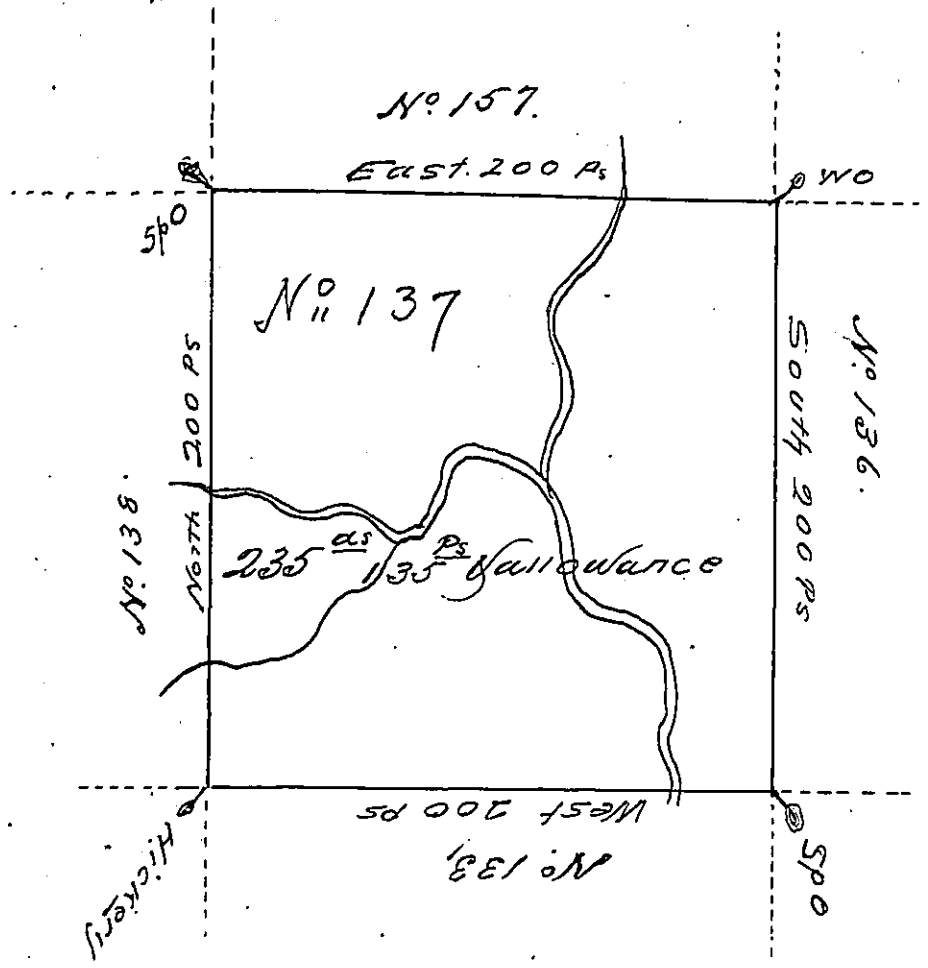 No 157.
East. 200 Ps
WO
SpO
No 137
South 200 Ps
No 136.
North 200 Ps
No 138.
235 as 135 Ps & allowance
West 200 Ps
No. 133,
Hickery
SpO